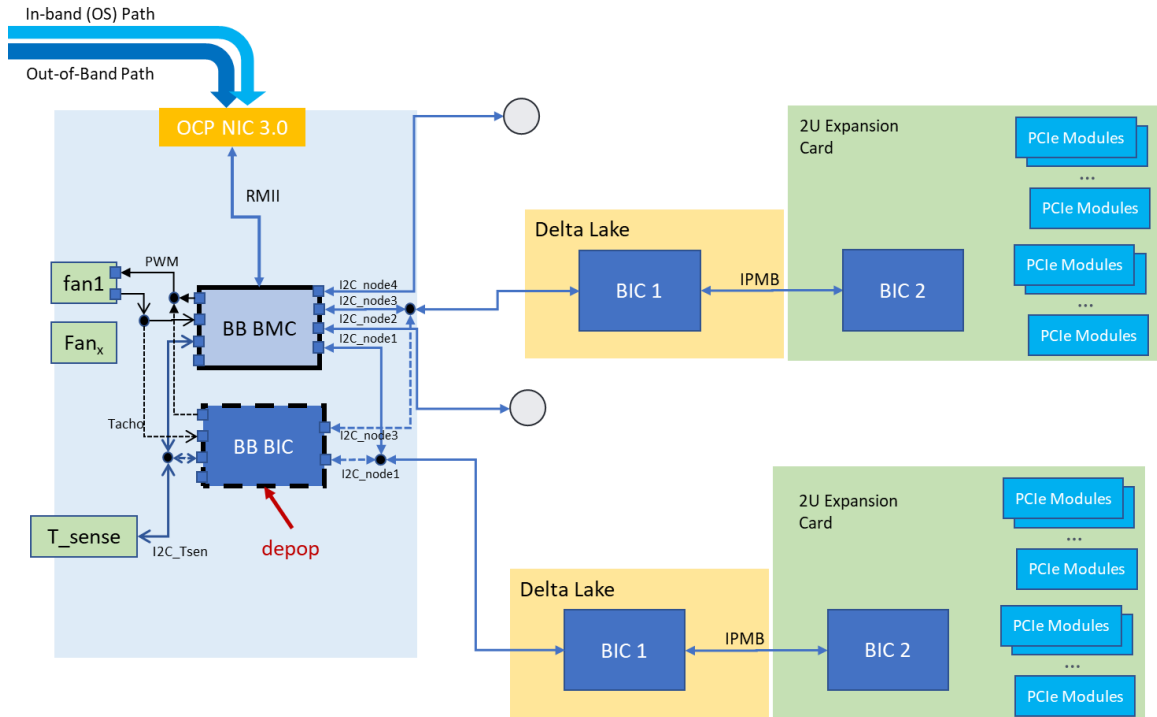 In-band (OS) Path
Out-of-Band Path
OCP NIC 3.0
RMII
PWM
fan1
Fanx
BB BMC
I2C_node4
I2C_node3
I2C_node2
I2C_node1
Tacho
BB BIC
I2C_node3
I2C_node1
T_sense
I2C_Tsen
depop
Delta Lake
BIC 1
IPMB
2U Expansion
Card
BIC 2
PCIe Modules
...
PCIe Modules
PCIe Modules
...
PCIe Modules
Delta Lake
BIC 1
IPMB
2U Expansion
Card
BIC 2
PCIe Modules
...
PCIe Modules
PCIe Modules
...
PCIe Modules